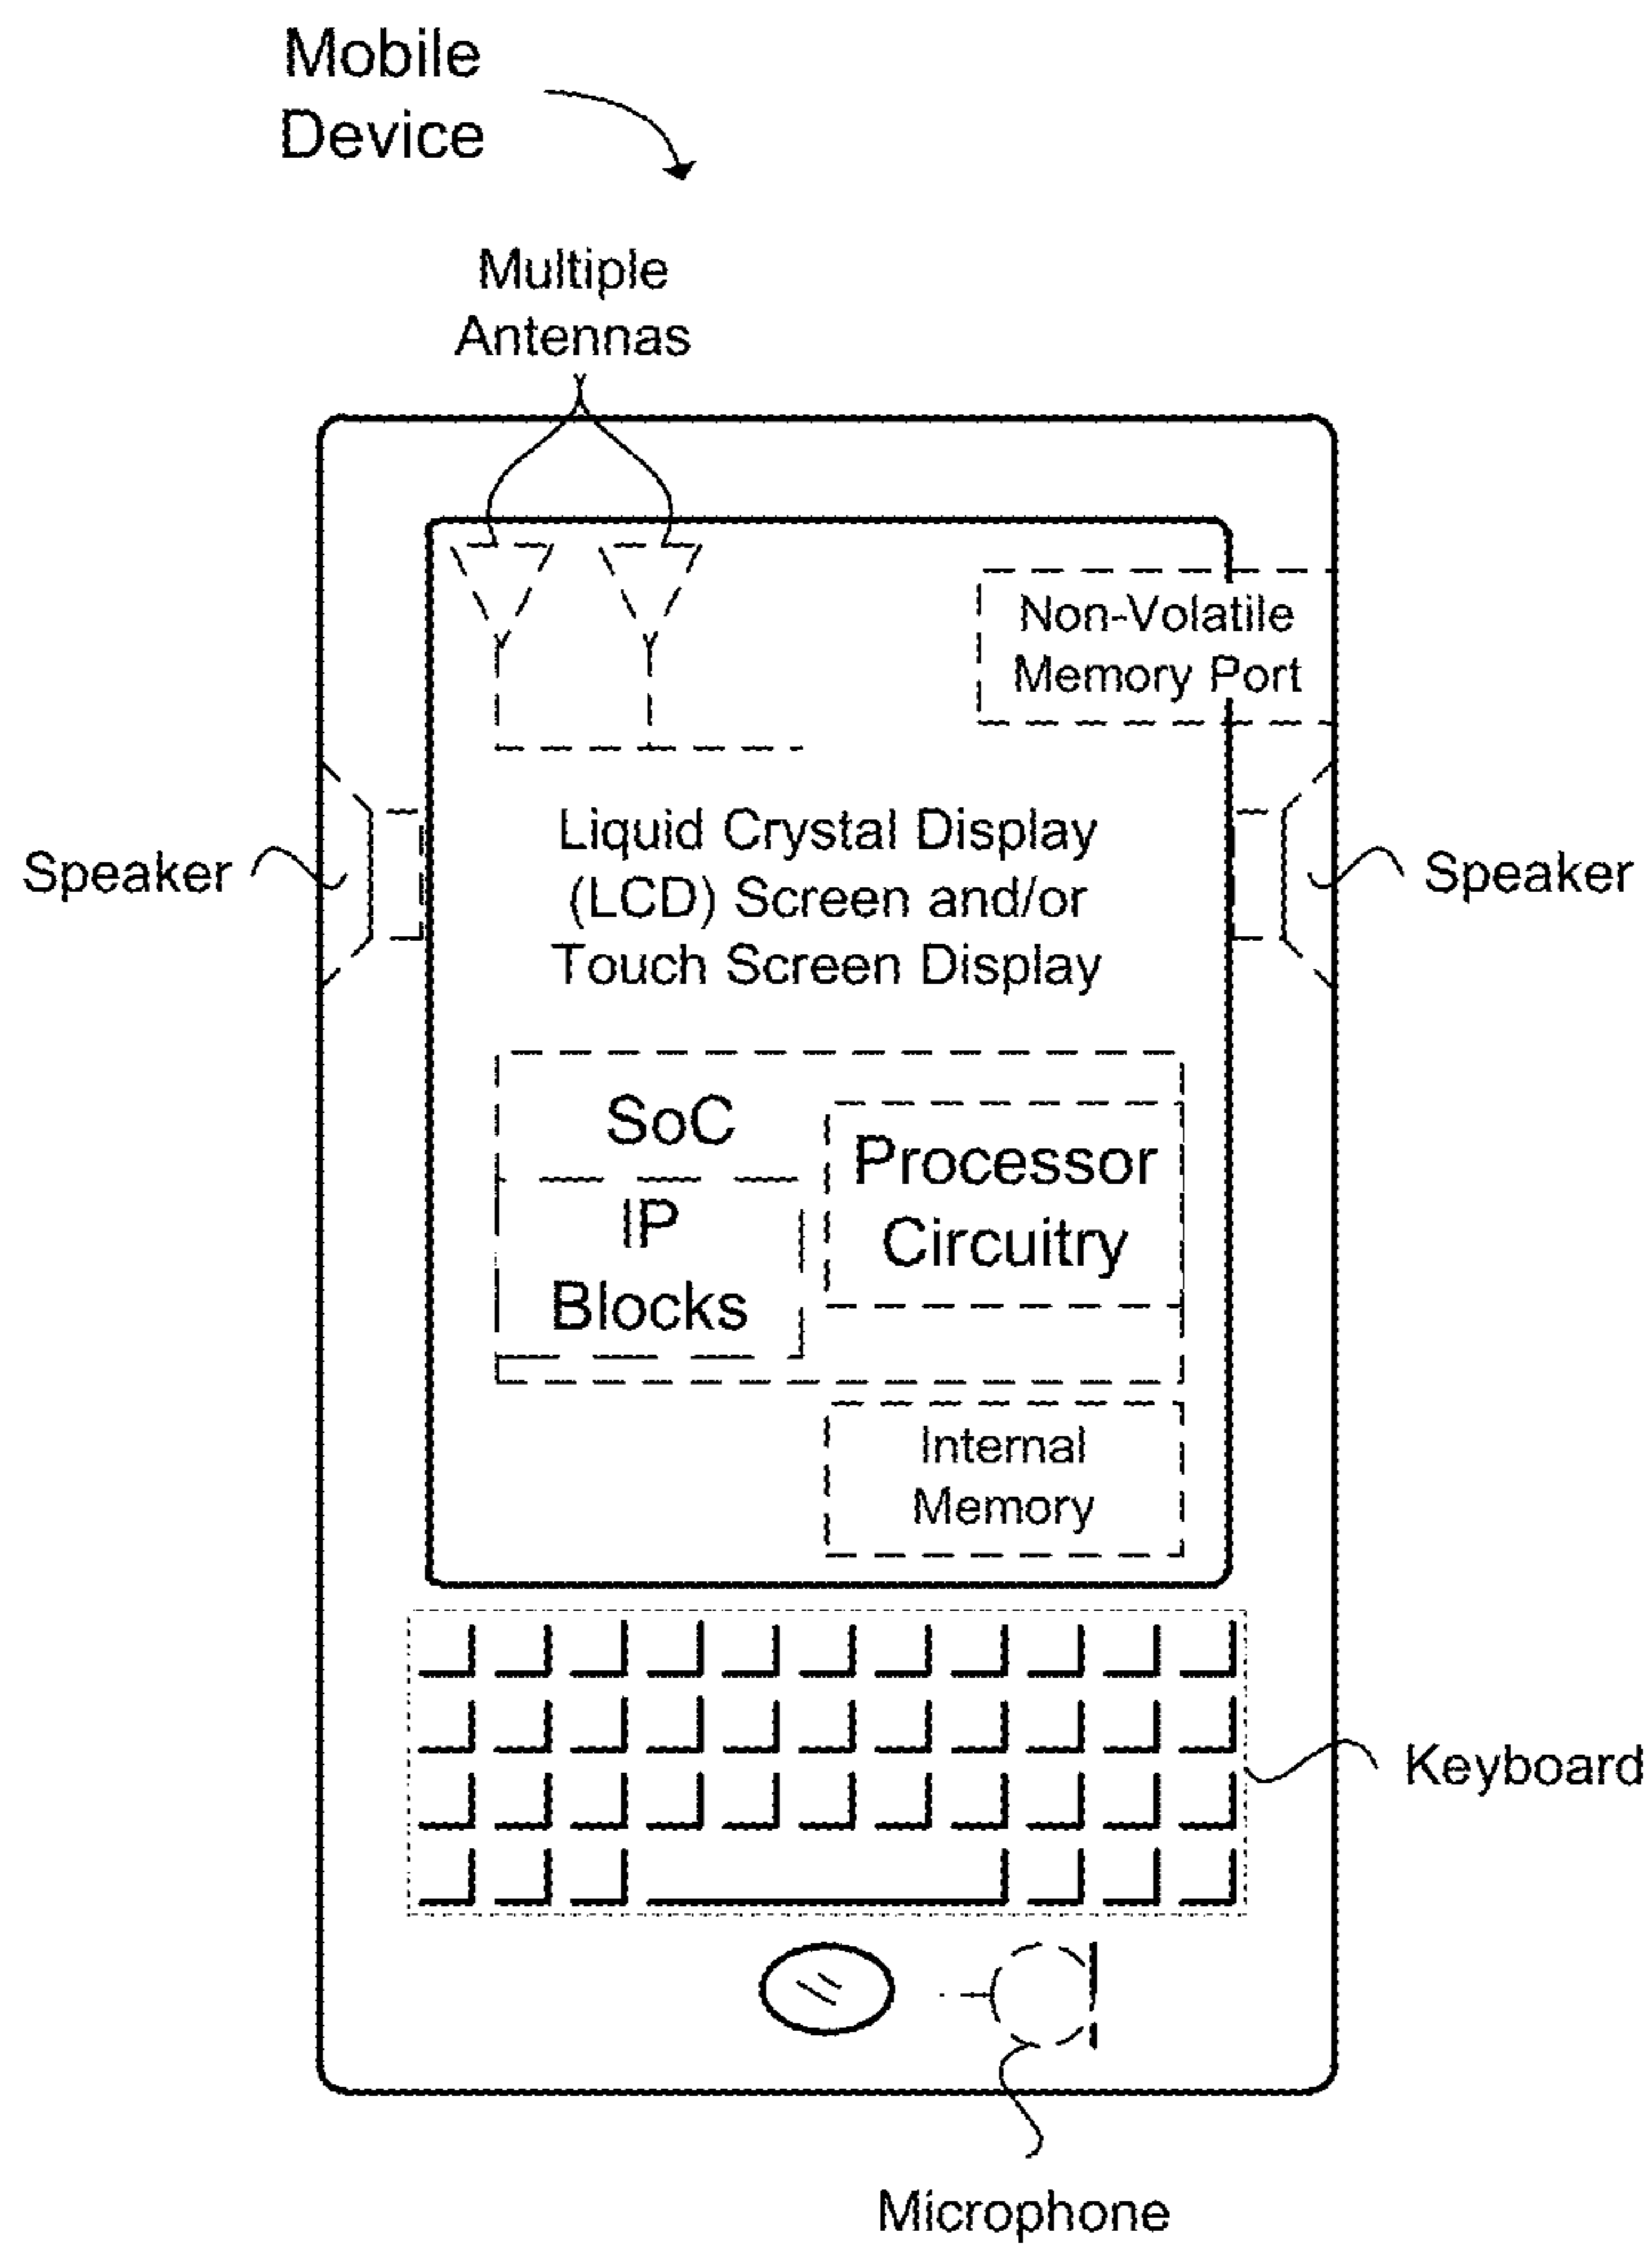 Mobile
Device
Multiple
Antennas
Non-Volatile
Memory Port
Speaker
Liquid Crystal Display
(LCD) Screen and/or
Touch Screen Display
Speaker
SoC
Processor
Circuitry
IP
Blocks
Internal
Memory
Keyboard
Microphone